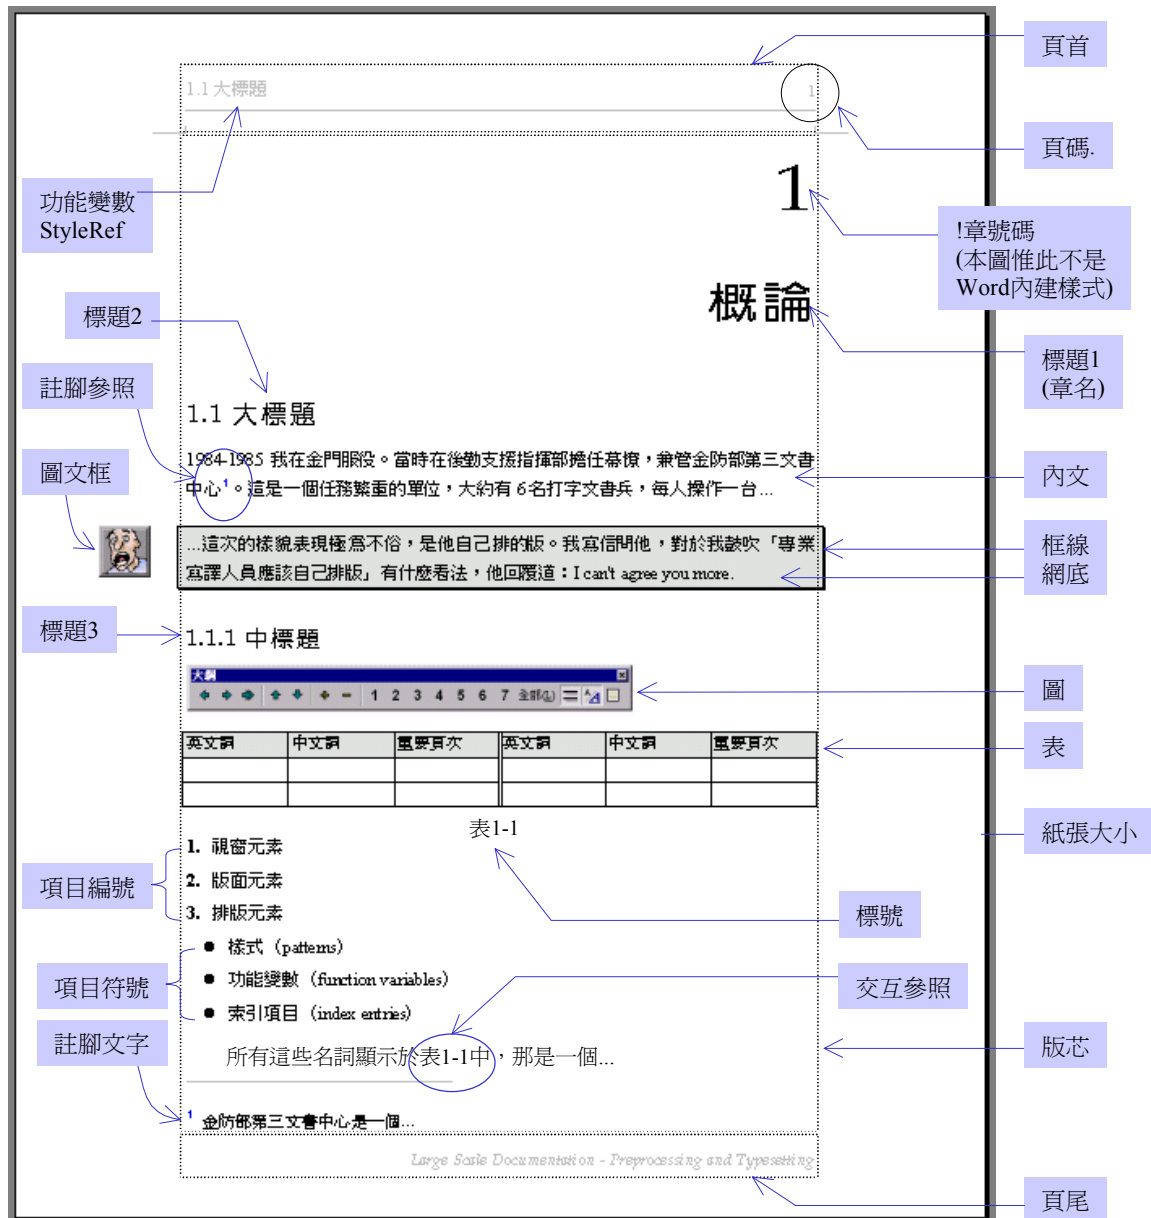 頁首
1.1 大標題
1
頁碼.
功能變數
StyleRef
1
!章號碼
(本圖惟此不是
Word內建樣式)
概論
標題2
標題1
(章名)
註腳參照
1.1 大標題
圖文框
1984-1985 我在金門服役。當時在後勤支援指揮部擔任幕僚，兼管金防部第三文書
中心1。這是一個任務繁重的單位，大約有 6名打字文書兵，每人操作一台...
內文
...這次的樣貌表現極為不俗，是他自己排的版。我寫信問他，對於我鼓吹「專業
寫譯人員應該自己排版」有什麼看法，他回覆道：I can't agree you more.
框線
網底
標題3
1.1.1 中標題
大綱
1 2 3 4 5 6 7 全部(L)
圖
英文詞 中文詞 重要頁次 英文詞 中文詞 重要頁次
表
表1-1
紙張大小
1. 視窗元素
2. 版面元素
3. 排版元素
項目編號
標號
● 樣式 (patterns)
● 功能變數 (function variables)
● 索引項目 (index entries)
項目符號
交互參照
註腳文字
所有這些名詞顯示於表1-1中，那是一個...
版芯
1 金防部第三文書中心是一個...
Large Scale Documentation - Preprocessing and Typesetting
頁尾